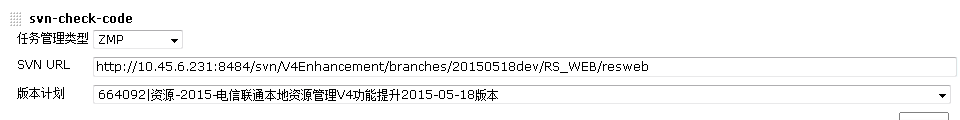 svn-check-code
任务管理类型 ZMP
SVN URL http://10.45.6.231:8484/svn/V4Enhancement/branches/20150518dev/RS_WEB/resweb
版本计划 664092|资源-2015-电信联通本地资源管理V4功能提升2015-05-18版本